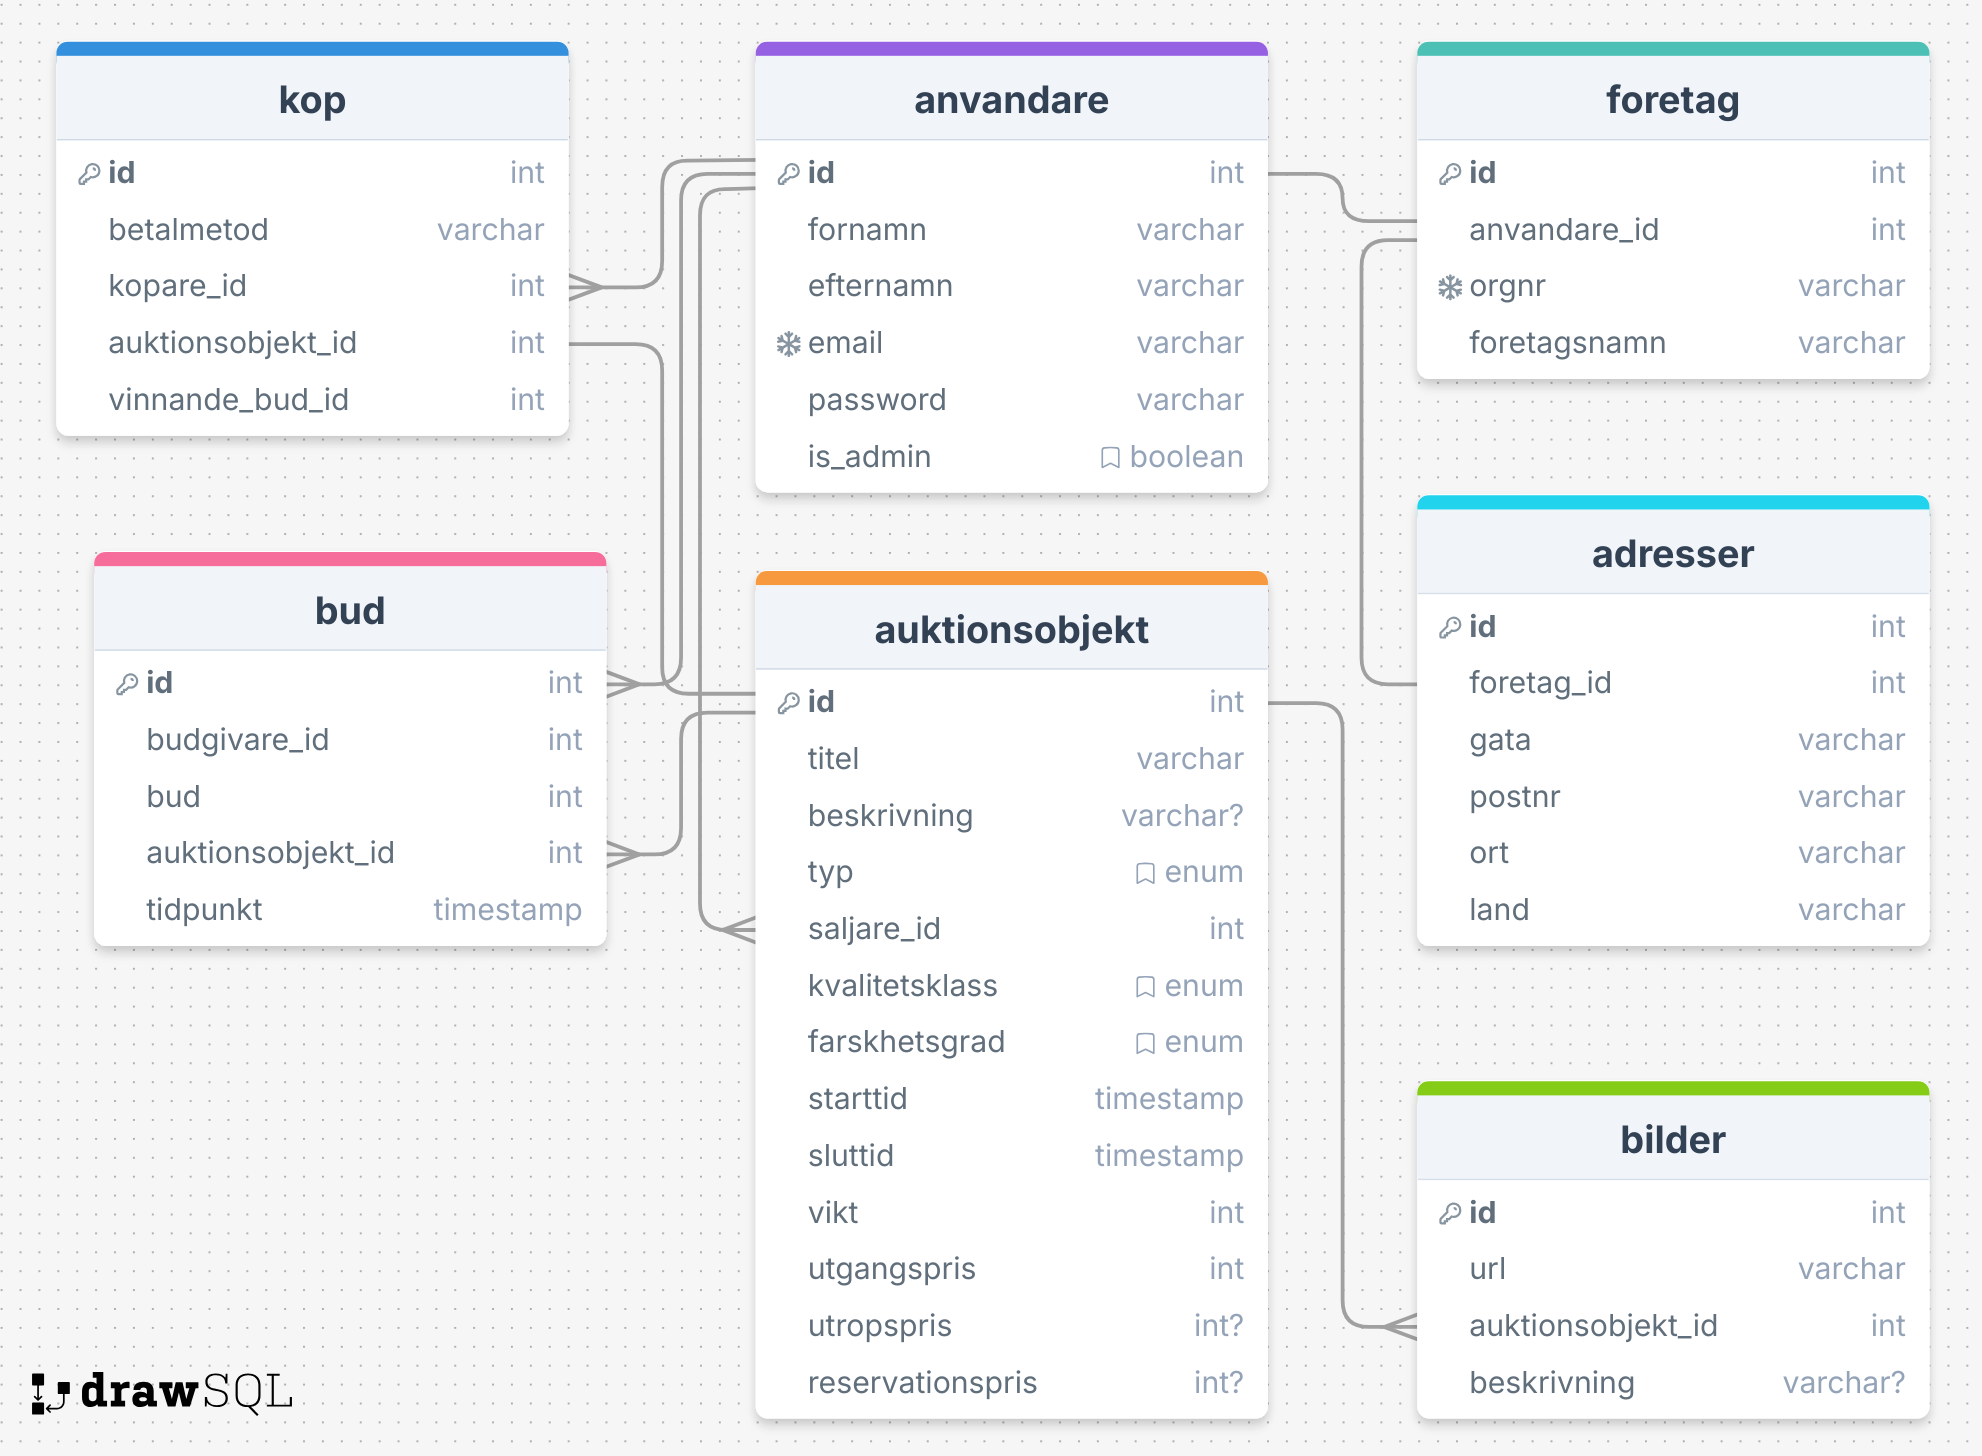 kop
id int
betalmetod varchar
kopare_id int
auktionsobjekt_id int
vinnande_bud_id int
anvandare
id int
fornamn varchar
efternamn varchar
email varchar
password varchar
is_admin boolean
foretag
id int
anvandare_id int
orgnr varchar
foretagsnamn varchar
bud
id int
budgivare_id int
bud int
auktionsobjekt_id int
tidpunkt timestamp
auktionsobjekt
id int
titel varchar
beskrivning varchar?
typ enum
saljare_id int
kvalitetsklass enum
farskhetsgrad enum
starttid timestamp
sluttid timestamp
vikt int
utgangspris int
utropspris int?
reservationspris int?
adresser
id int
foretag_id int
gata varchar
postnr varchar
ort varchar
land varchar
bilder
id int
url varchar
auktionsobjekt_id int
beskrivning varchar?
drawSQL